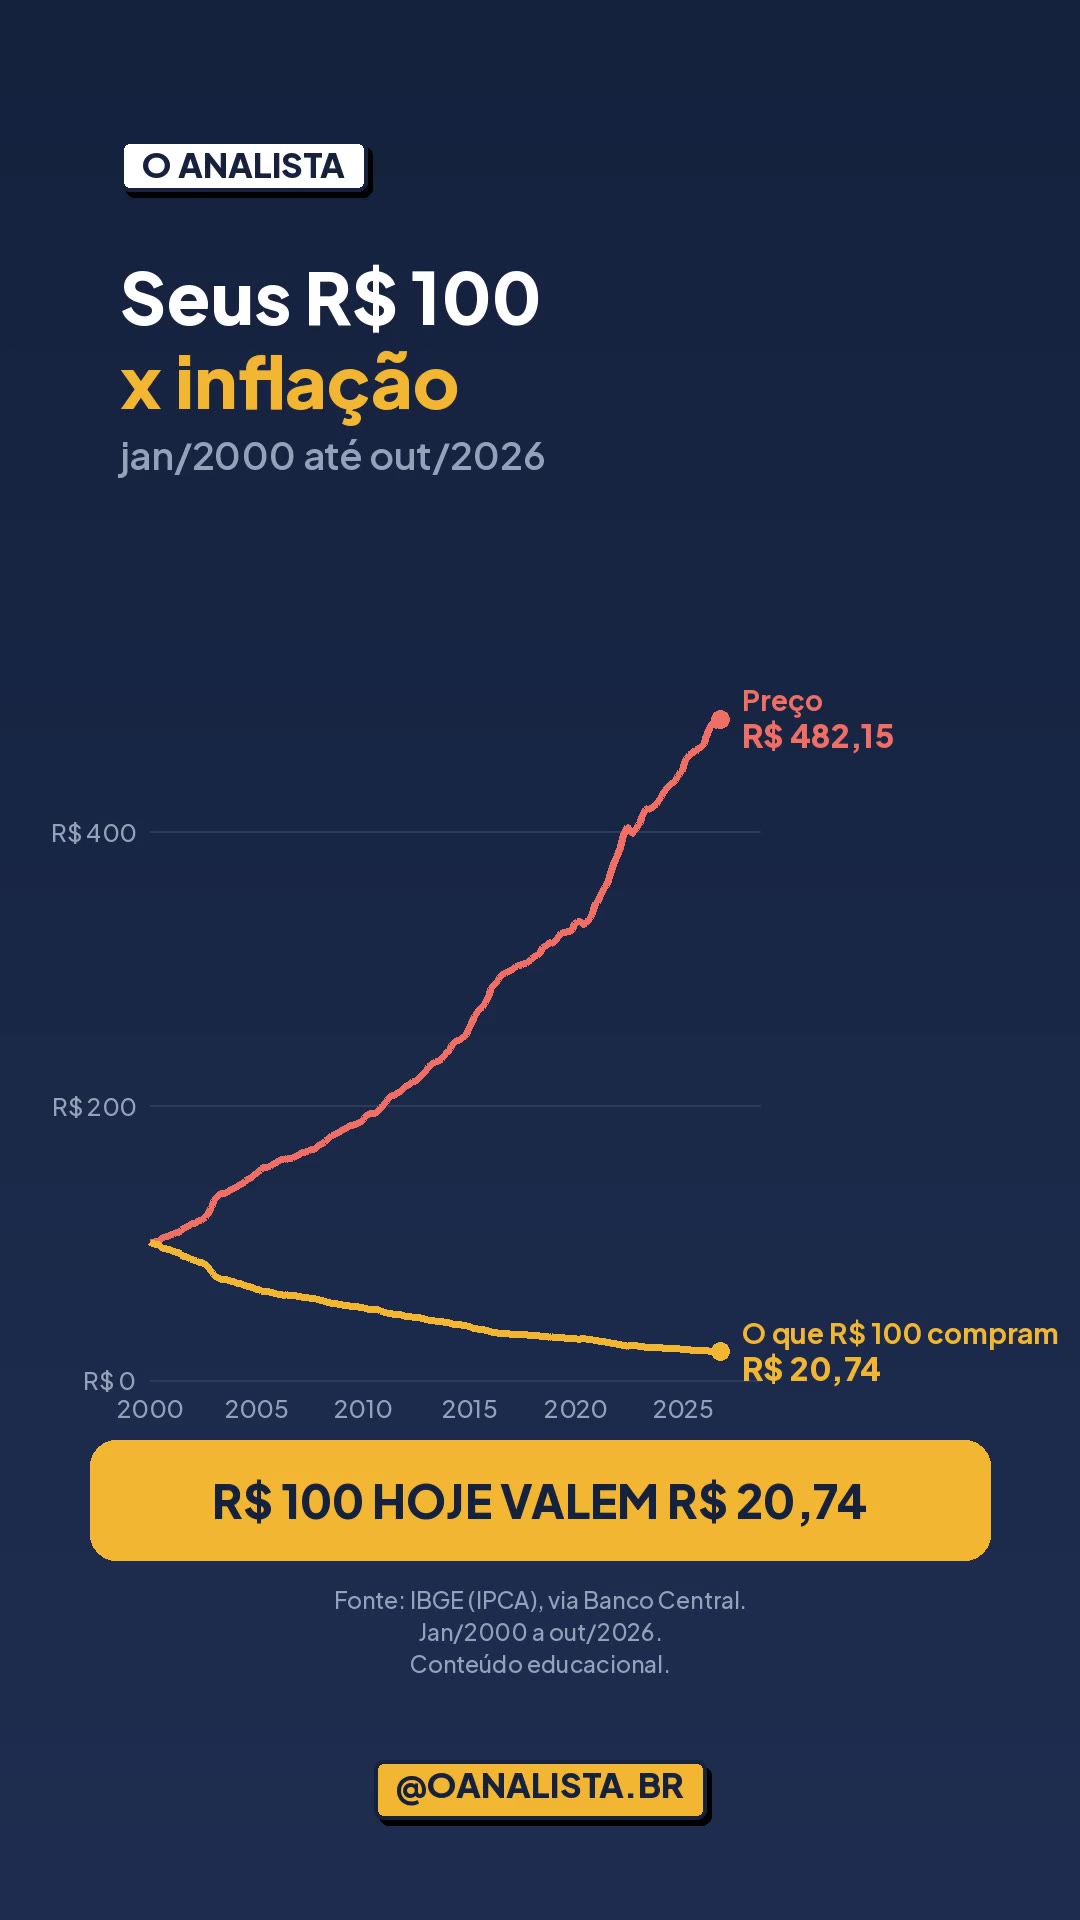 O ANALISTA
Seus R$ 100
x inflação
jan/2000 até out/2026
Preço
R$ 482,15
R$ 400
R$ 200
O que R$ 100 compram
R$ 20,74
R$ 0
2000 2005 2010 2015 2020 2025
R$ 100 HOJE VALEM R$ 20,74
Fonte: IBGE (IPCA), via Banco Central.
Jan/2000 a out/2026.
Conteúdo educacional.
@OANALISTA.BR